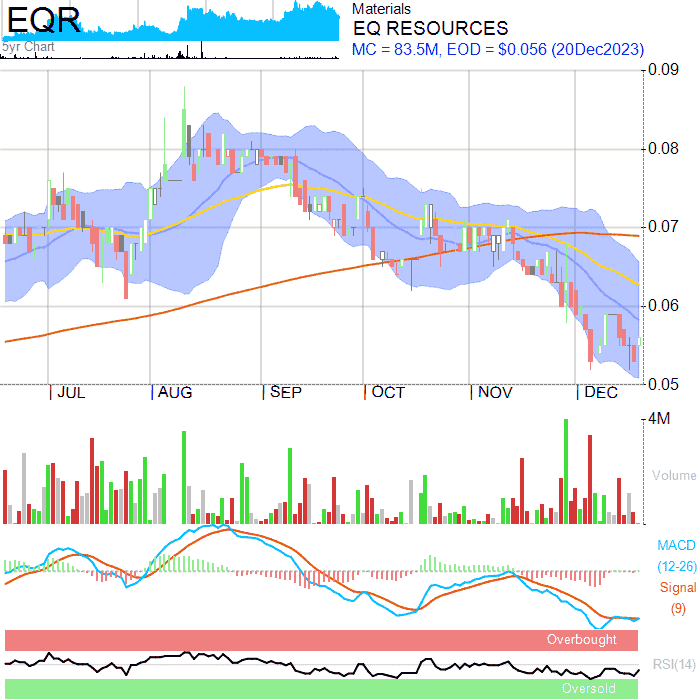 EQR
5yr Chart
Materials
EQ RESOURCES
MC = 83.5M, EOD = $0.056 (20Dec2023)
0.09
0.08
0.07
0.06
0.05
JUL
AUG
SEP
OCT
NOV
DEC
4M
Volume
MACD
(12-26)
Signal
(9)
Overbought
RSI(14)
Oversold